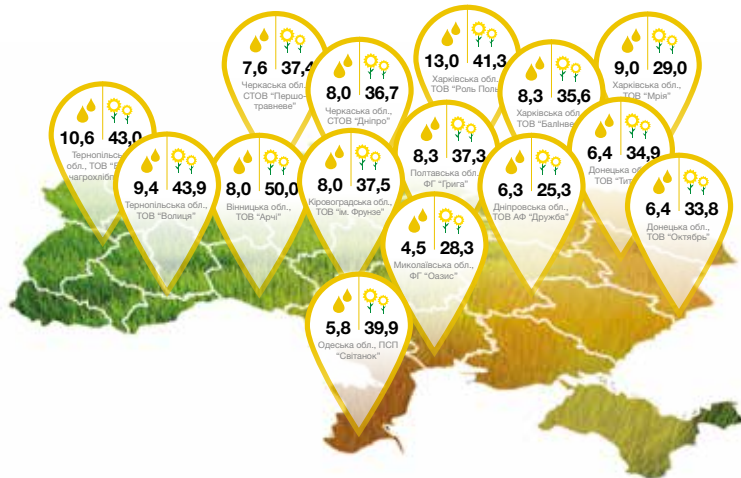 7,6 37,4
Черкаська обл.,
СТОВ "Першо-
травневе"
8,0 36,7
Черкаська обл.,
СТОВ "Дніпро"
13,0 41,3
Харківська обл.,
ТОВ "Роль
8,3 35,6
Харківська обл.,
ТОВ
9,0 29,0
Харківська обл.,
ТОВ "Мрія"
10,6 43,0
обл., ТОВ
9,4 43,9
Тернопільська обл.,
ТОВ "Волиця"
8,0 50,0
Вінницька обл.,
ТОВ "Арчі"
8,0 37,5
Кіровоградська обл.,
ТОВ "ім. Фрунзе"
8,3 37,3
Полтавська обл.,
ФГ "Грига"
6,3 25,3
Дніпровська обл.,
ТОВ АФ "Дружба"
6,4 34,9
Донецька обл.,
ТОВ
6,4 33,8
Донецька обл.,
ТОВ "Октябрь"
4,5 28,3
Миколаївська обл.,
ФГ "Оазис"
5,8 39,9
Одеська обл., ПСП
"Світанок"